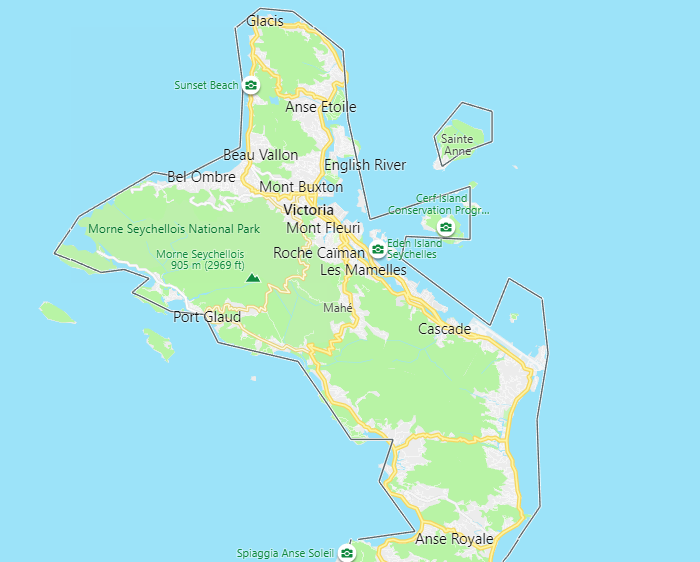 Glacis
Sunset Beach
Anse Etoile
Sainte
Anne
Beau Vallon
English River
Bel Ombre
Mont Buxton
Cerf Island
Conservation Progr...
Victoria
Morne Seychellois National Park
Mont Fleuri
Eden Island
Seychelles
Morne Seychellois
905 m (2969 ft)
Roche Caïman
Les Mamelles
Mahé
Port Glaud
Cascade
Anse Royale
Spiaggia Anse Soleil